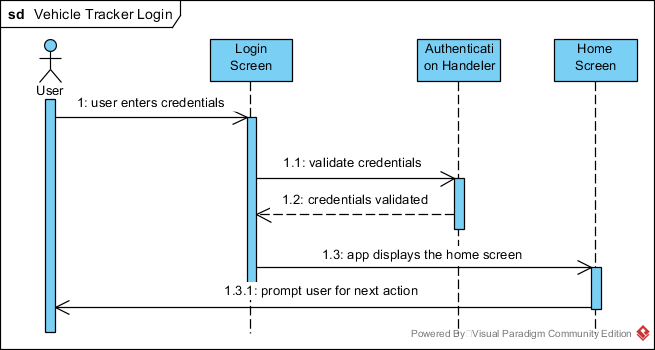 sd Vehicle Tracker Login
User
Login
Screen
Authenticati
on Handeler
Home
Screen
1: user enters credentials
1.1: validate credentials
1.2: credentials validated
1.3: app displays the home screen
1.3.1: prompt user for next action
Powered By Visual Paradigm Community Edition